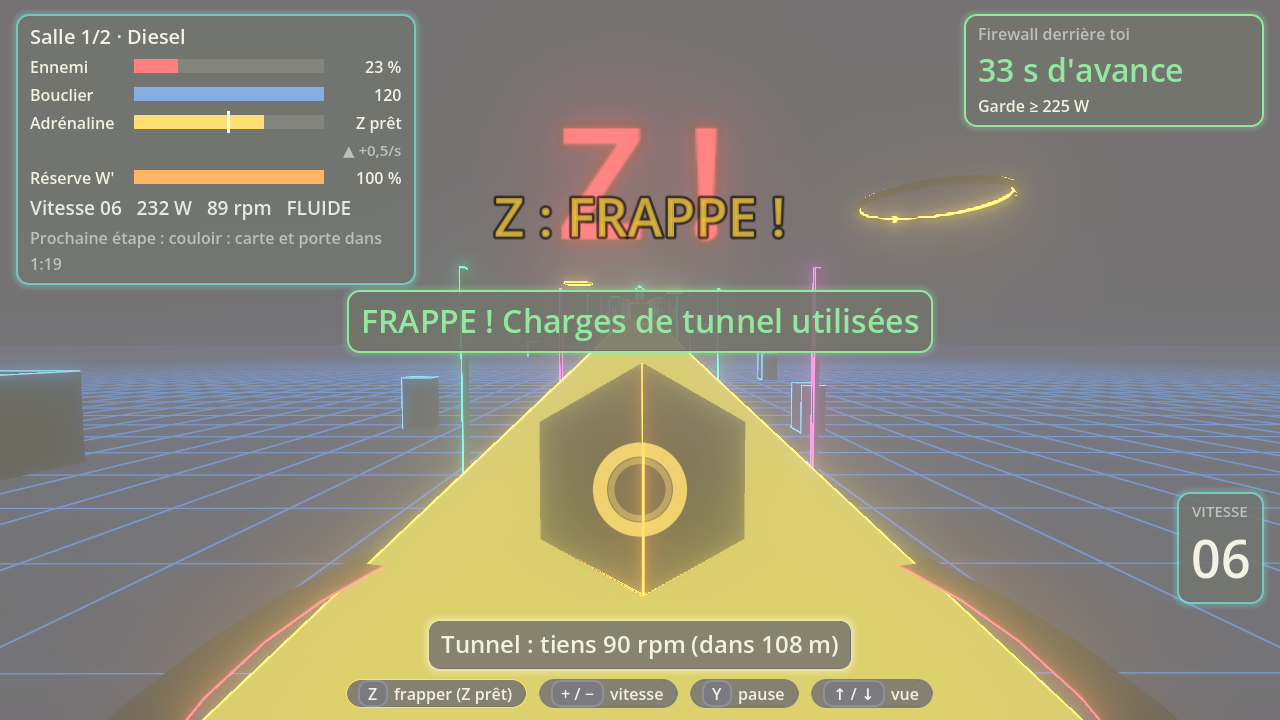 Salle 1/2 · Diesel
Ennemi 23 %
Bouclier 120
Adrénaline Z prêt
▲ +0,5/s
Réserve W' 100 %
Vitesse 06 232 W 89 rpm FLUIDE
Prochaine étape : couloir : carte et porte dans
1:19
Firewall derrière toi
33 s d'avance
Garde ≥ 225 W
Z !
Z : FRAPPE !
FRAPPE ! Charges de tunnel utilisées
VITESSE
06
Tunnel : tiens 90 rpm (dans 108 m)
Z frapper (Z prêt) + / − vitesse Y pause ↑ / ↓ vue